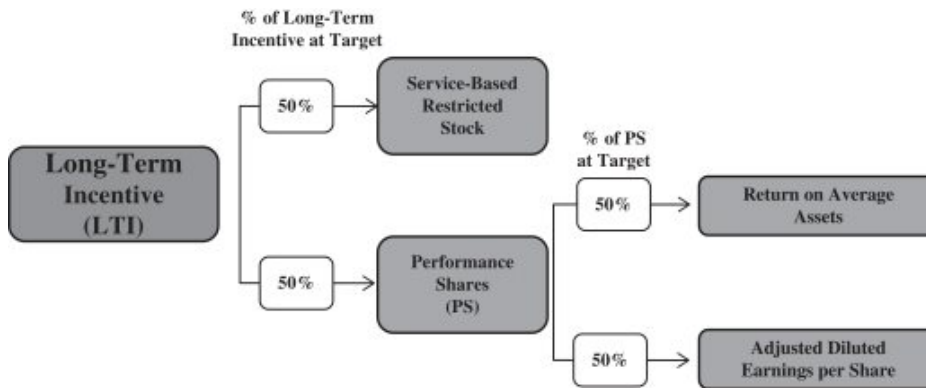 % of Long-Term
Incentive at Target
50%
Service-Based
Restricted
Stock
Long-Term
Incentive
(LTI)
50%
Performance
Shares
(PS)
% of PS
at Target
50%
Return on Average
Assets
50%
Adjusted Diluted
Earnings per Share